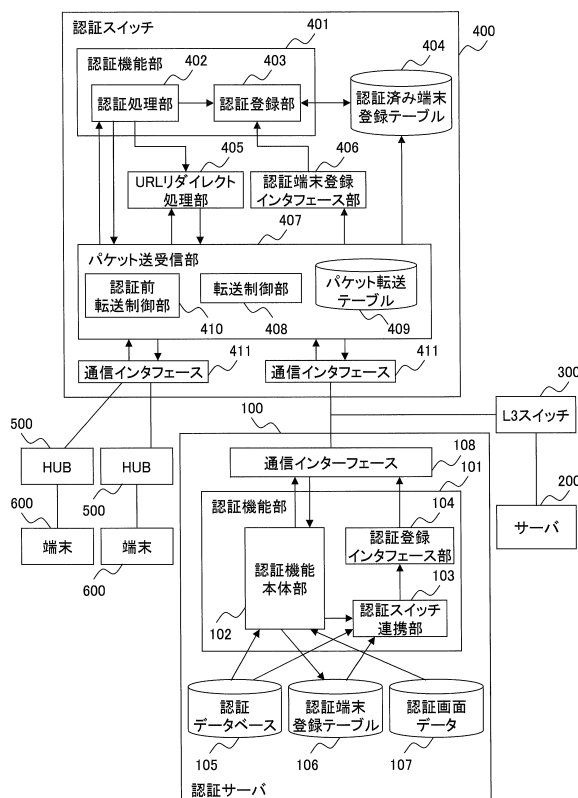 認証スイッチ
400
401
認証機能部
402
403
404
認証処理部
認証登録部
認証済み端末
登録テーブル
405
406
URLリダイレクト
処理部
認証端末登録
インタフェース部
407
パケット送受信部
認証前
転送制御部
転送制御部
パケット転送
テーブル
410
408
409
411
411
通信インタフェース
通信インタフェース
300
L3スイッチ
100
500
HUB
HUB
500
通信インターフェース
108
101
200
サーバ
600
端末
端末
600
認証機能部
104
認証登録
インタフェース部
認証機能
本体部
103
102
認証スイッチ
連携部
認証
データベース
認証端末
登録テーブル
認証画面
データ
105
106
107
認証サーバ